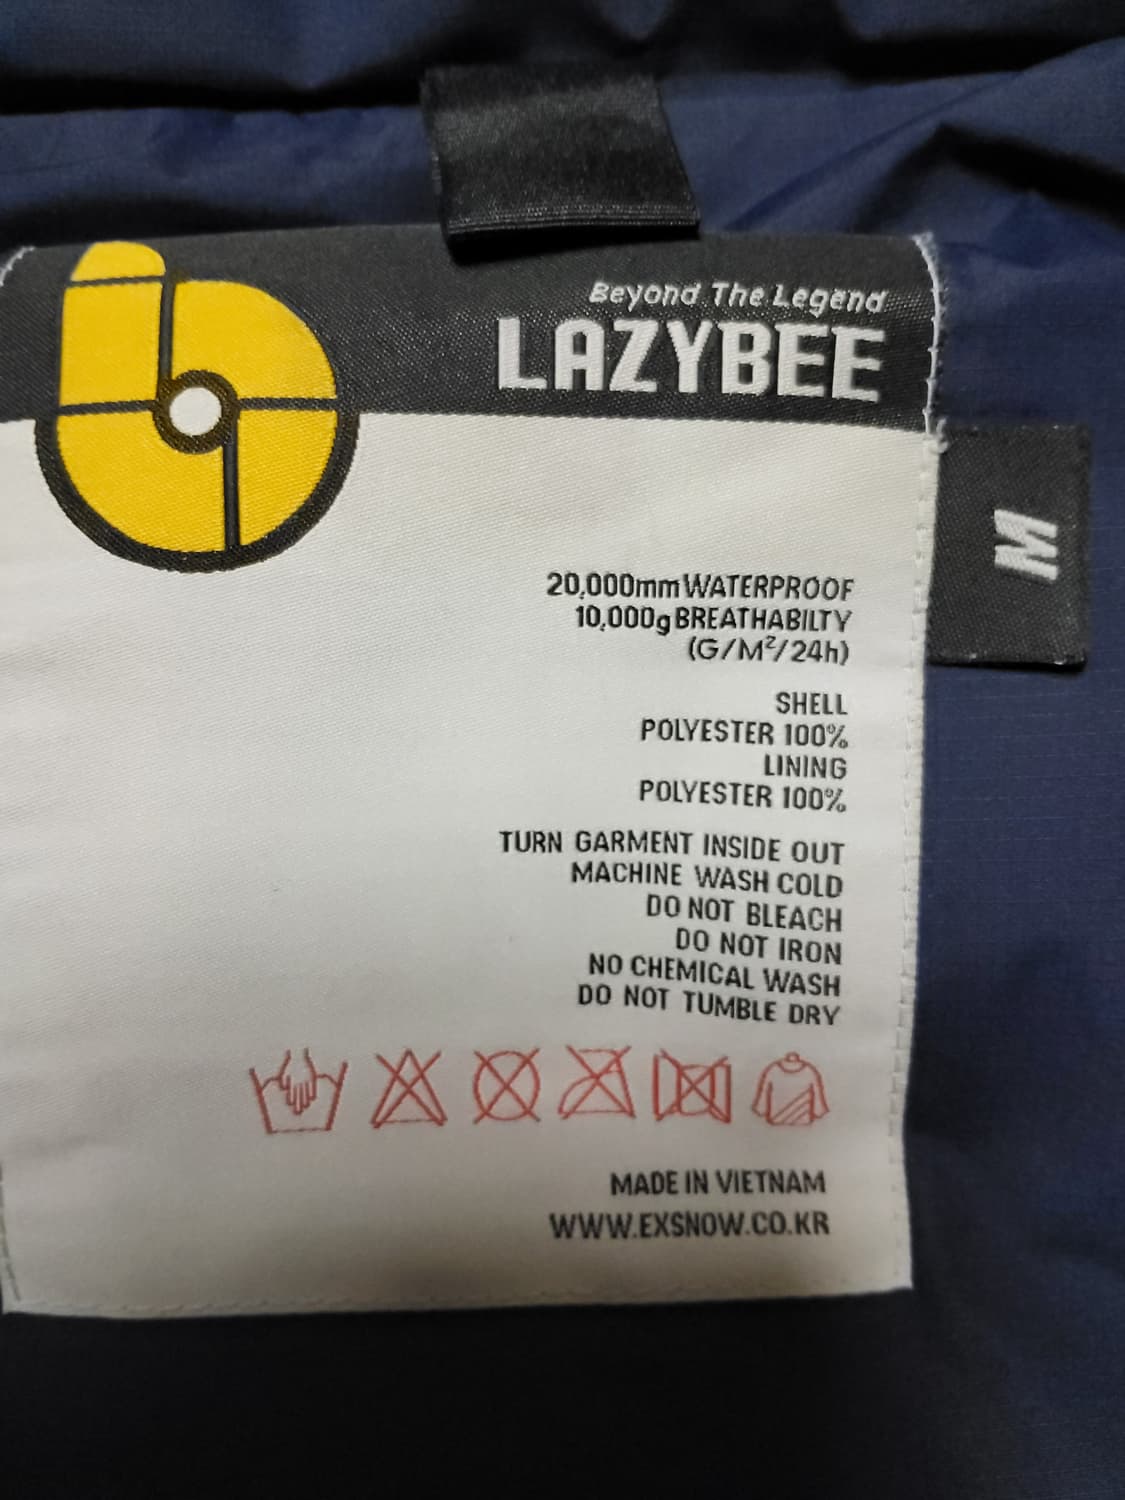 Beyond The Legend
LAZYBEE
M
20,000mm WATERPROOF
10,000g BREATHABILTY
(G/M²/24h)
SHELL
POLYESTER 100%
LINING
POLYESTER 100%
TURN GARMENT INSIDE OUT
MACHINE WASH COLD
DO NOT BLEACH
DO NOT IRON
NO CHEMICAL WASH
DO NOT TUMBLE DRY
MADE IN VIETNAM
WWW.EXSNOW.CO.KR